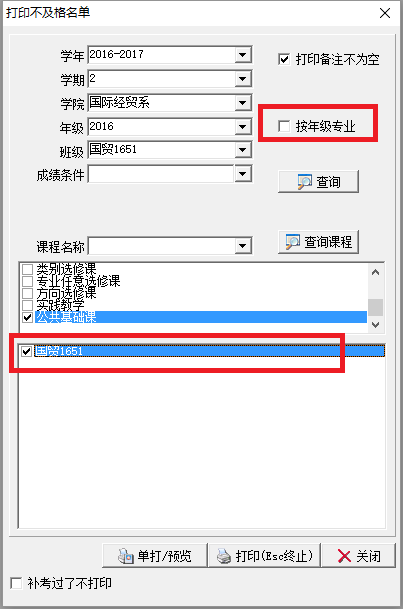 打印不及格名单
学年 2016-2017
打印备注不为空
学期 2
学院 国际经贸系
年级 2016
按年级专业
班级 国贸1651
成绩条件
查询
课程名称
查询课程
类别选修课
专业任意选修课
方向选修课
实践教学
公共基础课
国贸1651
单打/预览
打印(Esc终止)
关闭
补考过了不打印